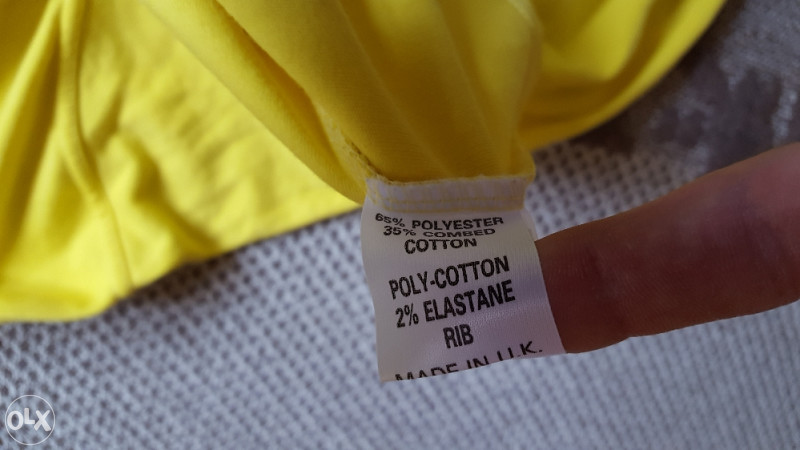 65% POLYESTER
35% COMBED
COTTON
POLY-COTTON
2% ELASTANE
RIB
MADE IN U.K.
OLX